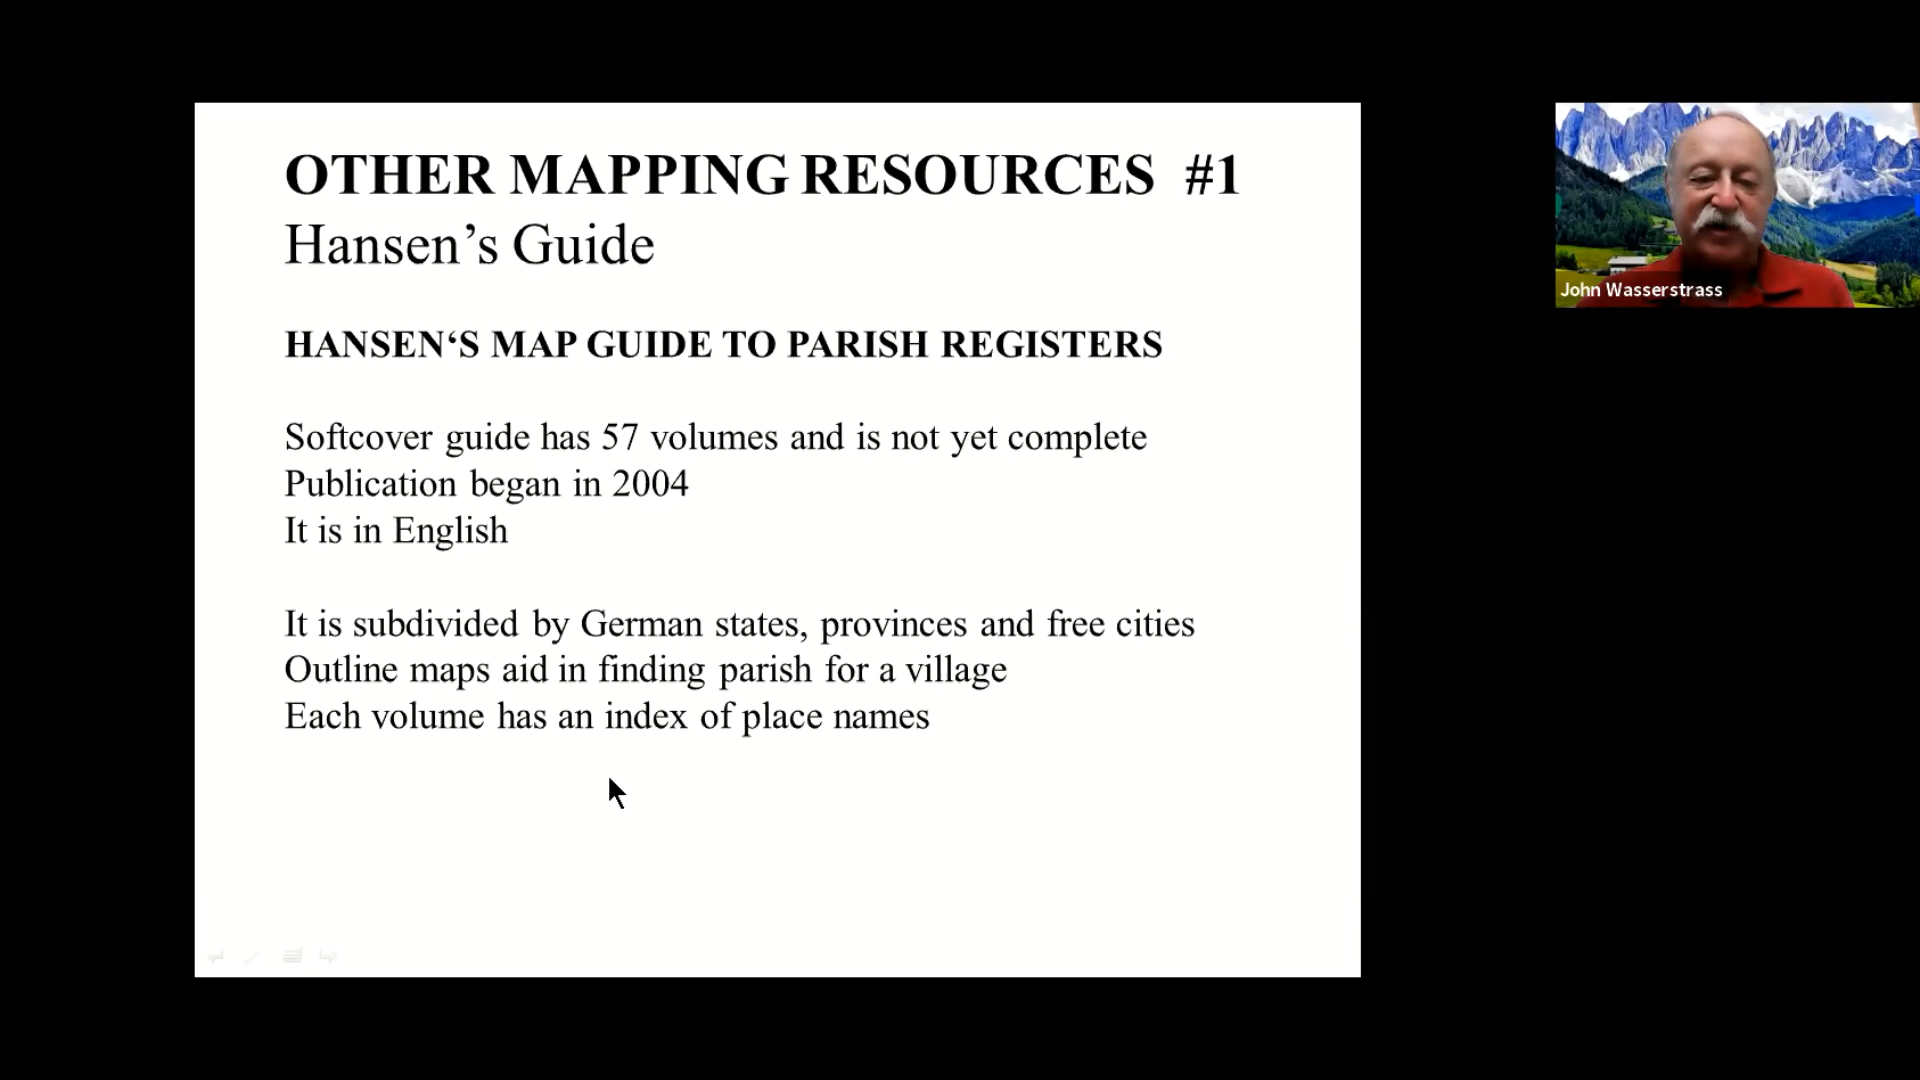 OTHER MAPPING RESOURCES #1
Hansen’s Guide
HANSEN‘S MAP GUIDE TO PARISH REGISTERS
Softcover guide has 57 volumes and is not yet complete
Publication began in 2004
It is in English
It is subdivided by German states, provinces and free cities
Outline maps aid in finding parish for a village
Each volume has an index of place names
John Wasserstrass